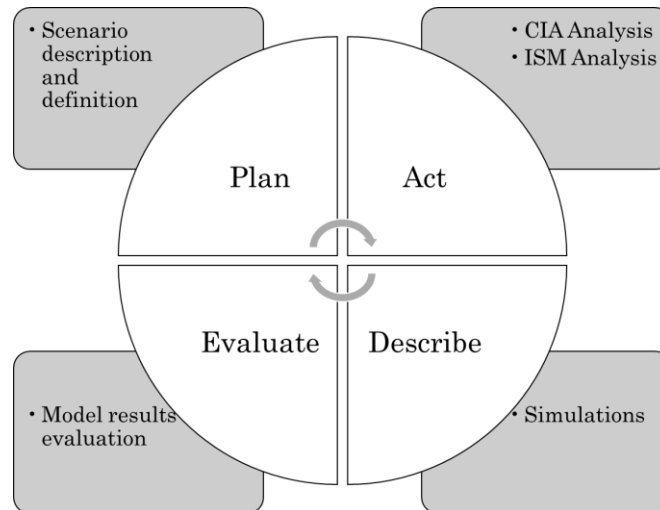 • Scenario
description
and
definition
• CIA Analysis
• ISM Analysis
Plan
Act
Evaluate
Describe
• Model results
evaluation
• Simulations